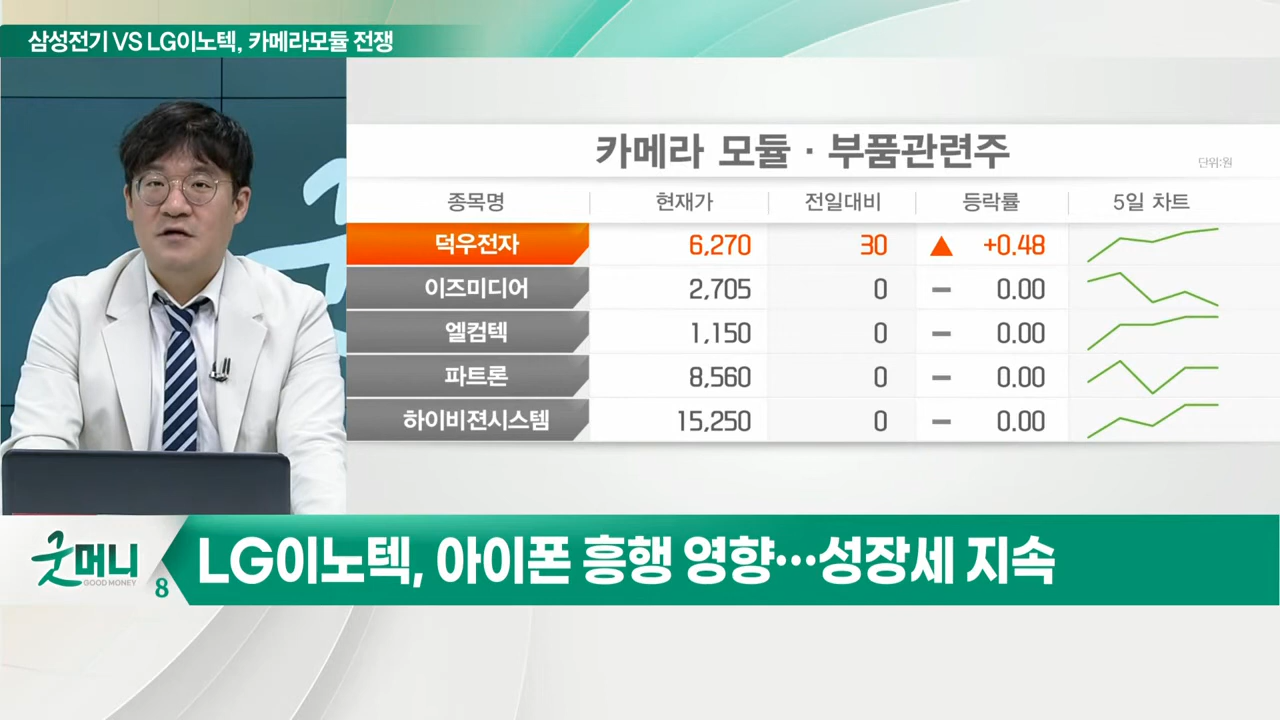 삼성전기 VS LG이노텍, 카메라모듈 전쟁
카메라 모듈 · 부품관련주
단위:원
종목명 현재가 전일대비 등락률 5일 차트
덕우전자 6,270 30 ▲ +0.48
이즈미디어 2,705 0 － 0.00
엘컴텍 1,150 0 － 0.00
파트론 8,560 0 － 0.00
하이비젼시스템 15,250 0 － 0.00
굿머니
GOOD MONEY
8
LG이노텍, 아이폰 흥행 영향…성장세 지속